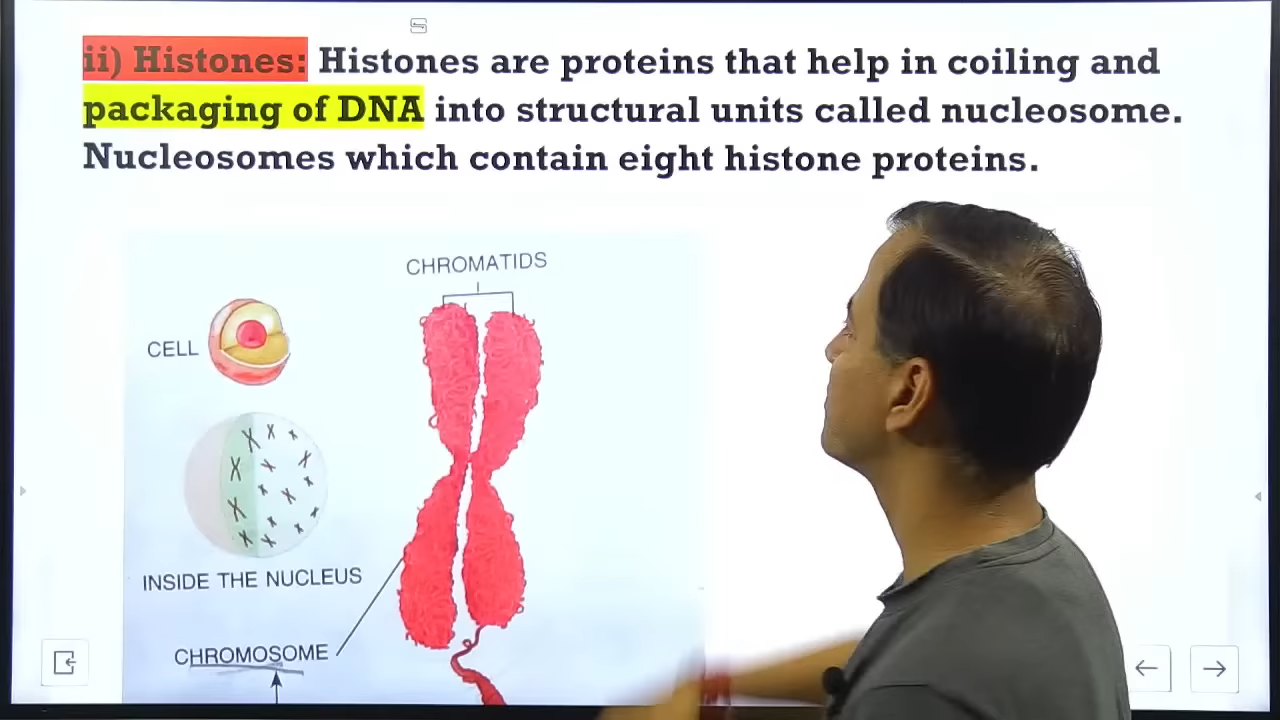 ii) Histones: Histones are proteins that help in coiling and
packaging of DNA into structural units called nucleosome.
Nucleosomes which contain eight histone proteins.
CHROMATIDS
CELL
INSIDE THE NUCLEUS
CHROMOSOME